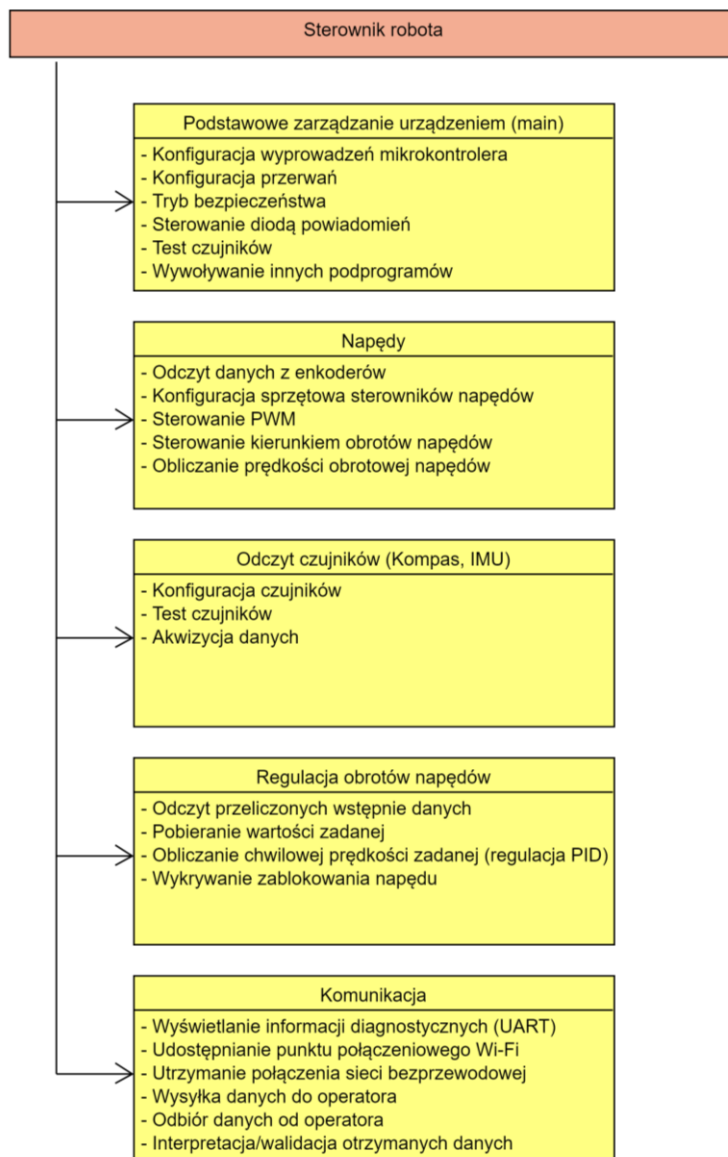 Sterownik robota
Podstawowe zarządzanie urządzeniem (main)
- Konfiguracja wyprowadzeń mikrokontrolera
- Konfiguracja przerwań
- Tryb bezpieczeństwa
- Sterowanie diodą powiadomień
- Test czujników
- Wywoływanie innych podprogamów
Napędy
- Odczyt danych z enkoderów
- Konfiguracja sprzętowa sterowników napędów
- Sterowanie PWM
- Sterowanie kierunkiem obrotów napędów
- Obliczanie prędkości obrotowej napędów
Odczyt czujników (Kompas, IMU)
- Konfiguracja czujników
- Test czujników
- Akwizycja danych
Regulacja obrotów napędów
- Odczyt przeliczonych wstępnie danych
- Pobieranie wartości zadanej
- Obliczanie chwilowej prędkości zadanej (regulacja PID)
- Wykrywanie zablokowania napędu
Komunikacja
- Wyświetlanie informacji diagnostycznych (UART)
- Udostępnianie punktu połączeniowego Wi-Fi
- Utrzymanie połączenia sieci bezprzewodowej
- Wysyłka danych do operatora
- Odbiór danych od operatora
- Interpretacja/walidacja otrzymanych danych